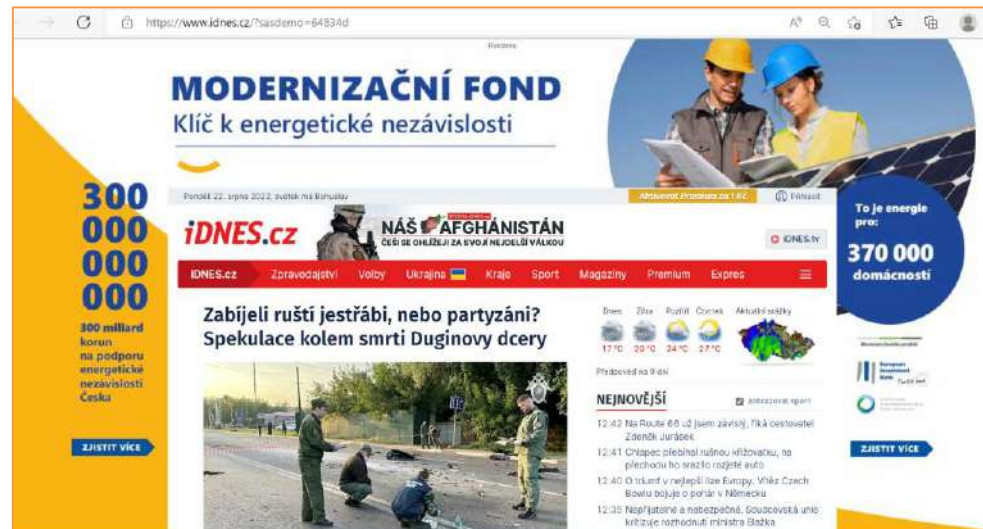 https://www.idnes.cz/?sasdemo=64834d
Reklama
MODERNIZAČNÍ FOND
Klíč k energetické nezávislosti
300
000
000
000
300 miliard
korun
na podporu
energetické
nezávislosti
Česka
ZJISTIT VÍCE
Pondělí 22. srpna 2022, svátek má Bohuslav
Aktivovat Premium za 1 Kč
Přihlásit
iDNES.cz
NÁŠ AFGHÁNISTÁN
ČEŠI SE OHLÍŽEJÍ ZA SVOJÍ NEJDELŠÍ VÁLKOU
iDNES.tv
iDNES.cz Zpravodajství Volby Ukrajina Kraje Sport Magazíny Premium Expres
Zabíjeli ruští jestřábi, nebo partyzáni?
Spekulace kolem smrti Duginovy dcery
Dnes Zítra Pozítří Čtvrtek Aktuální srážky
17 °C 20 °C 24 °C 27 °C
Předpověď na 9 dní
NEJNOVĚJŠÍ
zobrazovat sport
12:42 Na Route 66 už jsem závislý, říká cestovatel
Zdeněk Jurásek
12:41 Chlapec přebíhal rušnou křižovatku, na
přechodu ho srazilo rozjeté auto
12:40 O triumf v nejlepší lize Evropy. Vítěz Czech
Bowlu bojuje o pohár v Německu
12:35 Nepřijatelné a nebezpečné. Soudcovská unie
kritizuje rozhodnutí ministra Blažka
To je energie
pro:
370 000
domácností
European
Investment
Bank
ZJISTIT VÍCE